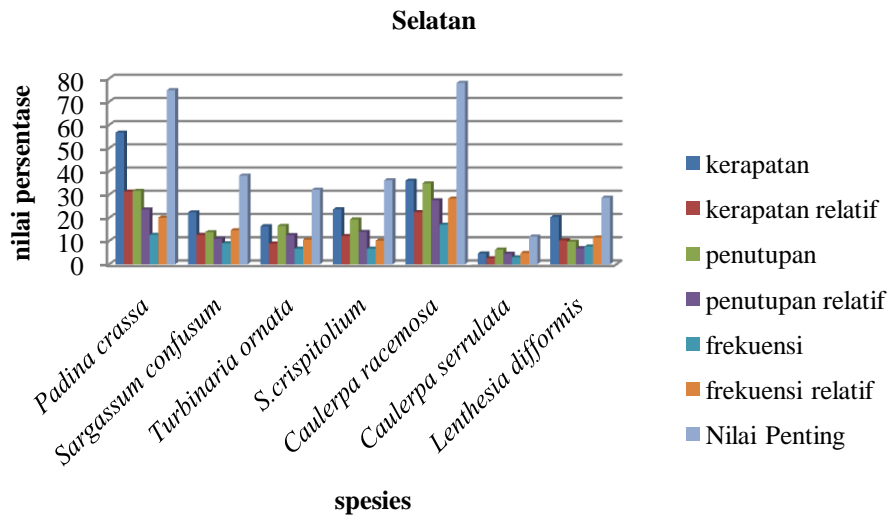 Selatan
nilai persentase
80
70
60
50
40
30
20
10
0
Padina crassa
Sargassum confusum
Turbinaria ornata
S.crispitolium
Caulerpa racemosa
Caulerpa serrulata
Lenthesia difformis
spesies
kerapatan
kerapatan relatif
penutupan
penutupan relatif
frekuensi
frekuensi relatif
Nilai Penting